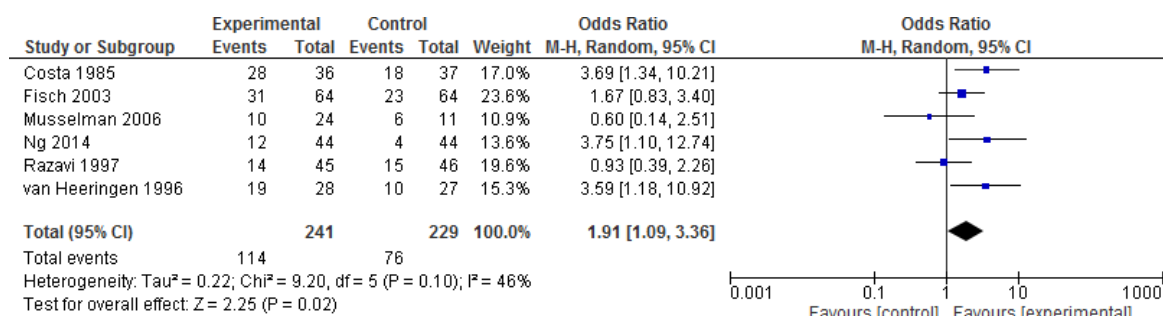 Experimental Control Odds Ratio Odds Ratio
Study or Subgroup Events Total Events Total Weight M-H, Random, 95% CI M-H, Random, 95% CI
Costa 1985 28 36 18 37 17.0% 3.69 [1.34, 10.21]
Fisch 2003 31 64 23 64 23.6% 1.67 [0.83, 3.40]
Musselman 2006 10 24 6 11 10.9% 0.60 [0.14, 2.51]
Ng 2014 12 44 4 44 13.6% 3.75 [1.10, 12.74]
Razavi 1997 14 45 15 46 19.6% 0.93 [0.39, 2.26]
van Heeringen 1996 19 28 10 27 15.3% 3.59 [1.18, 10.92]
Total (95% CI) 241 229 100.0% 1.91 [1.09, 3.36]
Total events 114 76
Heterogeneity: Tau² = 0.22; Chi² = 9.20, df = 5 (P = 0.10); I² = 46%
Test for overall effect: Z = 2.25 (P = 0.02)
0.001 0.1 1 10 1000
Favours [control] Favours [experimental]